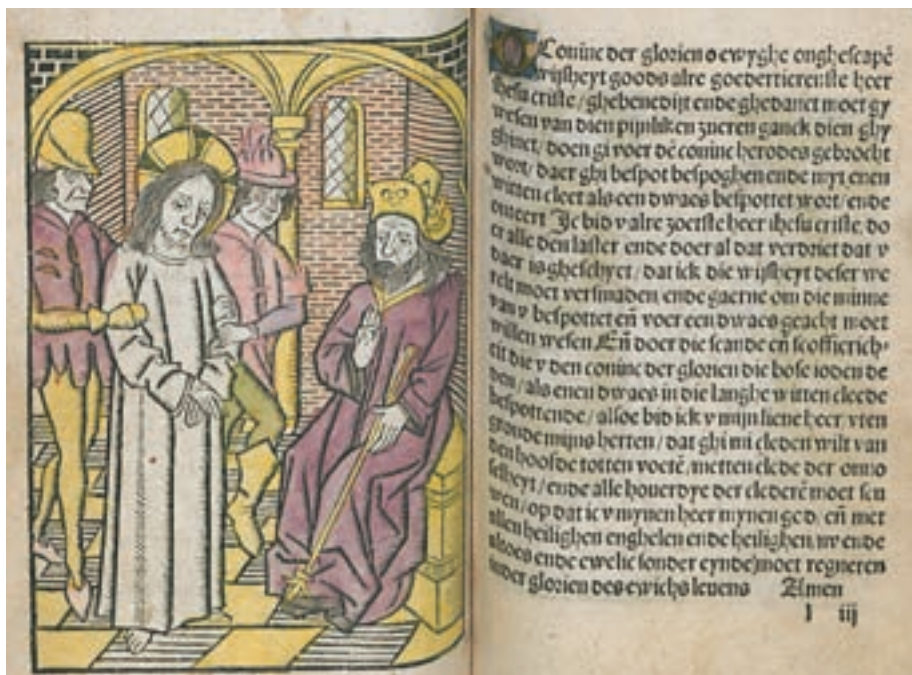 O Coninc der glorien o ewyghe onghescapē
wijsheyt goods alre goedertierenste heer
ihesu criste / ghebenedijt ende ghedanct moet gy
wesen van dien pijnliken zueren ganck dien ghy
ghinct / doen gi voer dē coninc herodes gebrocht
wort / daer ghi bespot bespoghen ende myt enen
witten cleet als een dwaes bespottet wort / ende
onteert Ic bid v alre zoetste heer ihesu criste / do
er alle den laster ende doer al dat verdriet dat v
daer is gheschyet / dat ick die wijsheyt deser we
relt moet versmaden ende gaerne om die minne
van v bespottet eñ voer een dwaes geacht moet
willen wesen Eñ doer die scande eñ scoffierich
tit die v den coninc der glorien die bose ioden de
den / als enen dwaes in die langhe witten cleede
bespottende / alsoe bid ick v mijn lieue heer vten
gronde mijns herten / dat ghi mi cleden wilt van
den hoofde totten voetē / metten clede der onno
selheyt / ende alle houerdye der clederē moet scu
wen / op dat ic v mynen heer mynen god eñ met
allen heilighen enghelen ende heilighen nv ende
altoes ende ewelic sonder eynde) moet regneren
inder glorien des ewichs leuens Amen
l iij